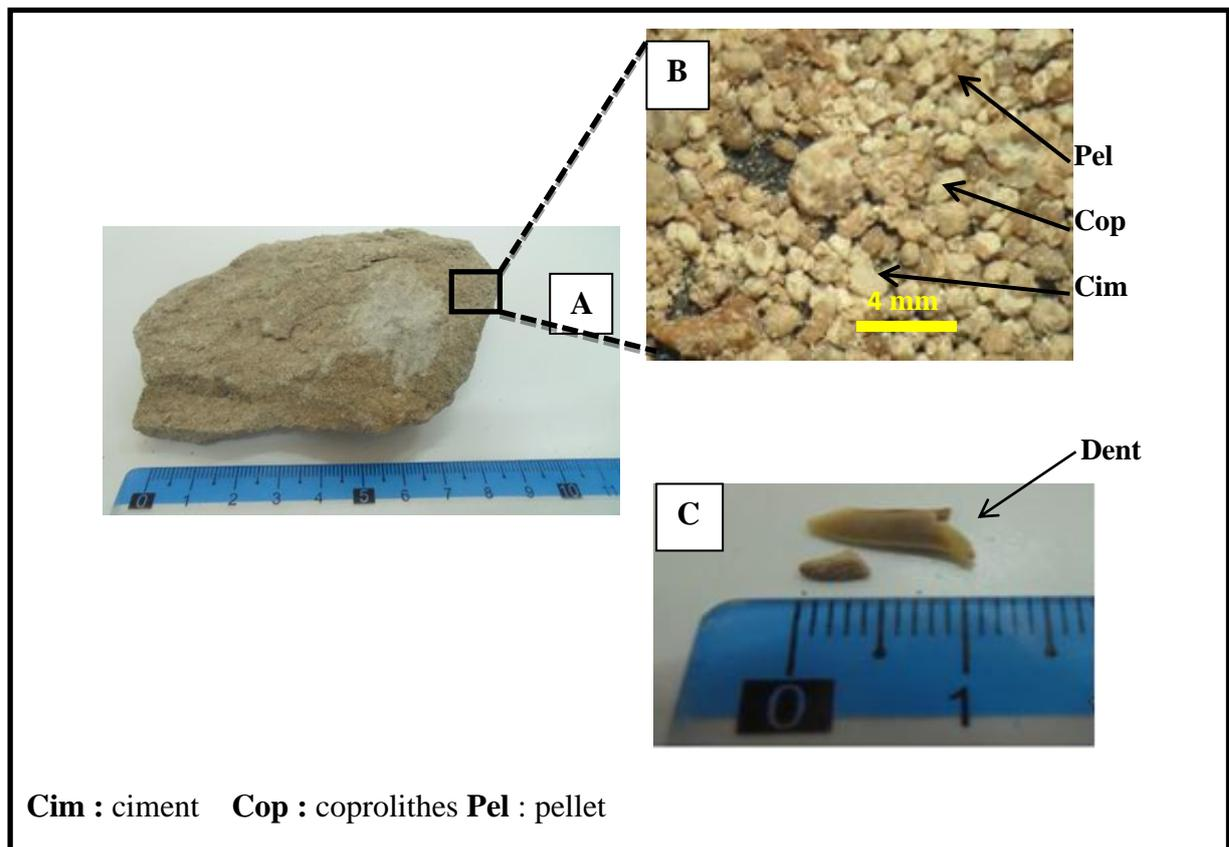 B
Pel
Cop
Cim
4 mm
A
0 1 2 3 4 5 6 7 8 9 10 11
Dent
C
0 1
Cim : ciment Cop : coprolithes Pel : pellet